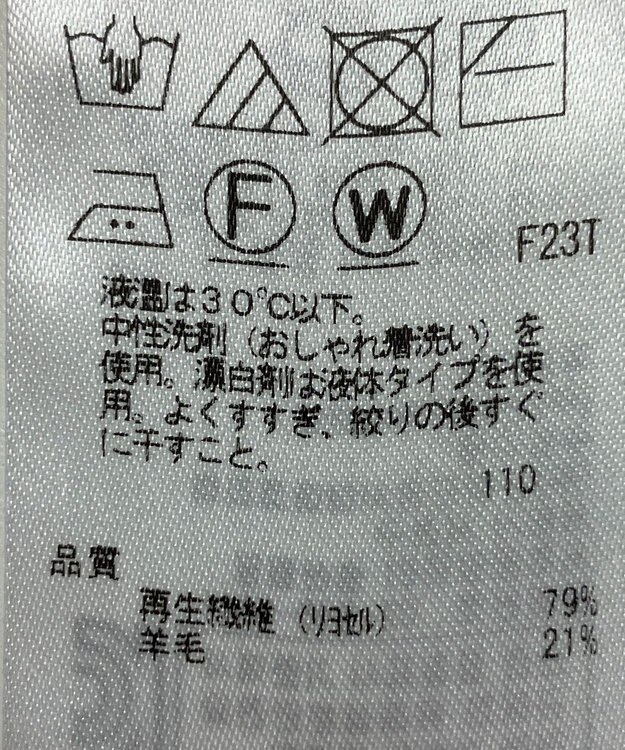 F
W
F23T
液温は30℃以下。
中性洗剤（おしゃれ着洗い）を
使用。漂白剤は液体タイプを使
用。よくすすぎ、絞りの後すぐ
に干すこと。
110
品質
再生繊維（リヨセル） 79%
羊毛 21%